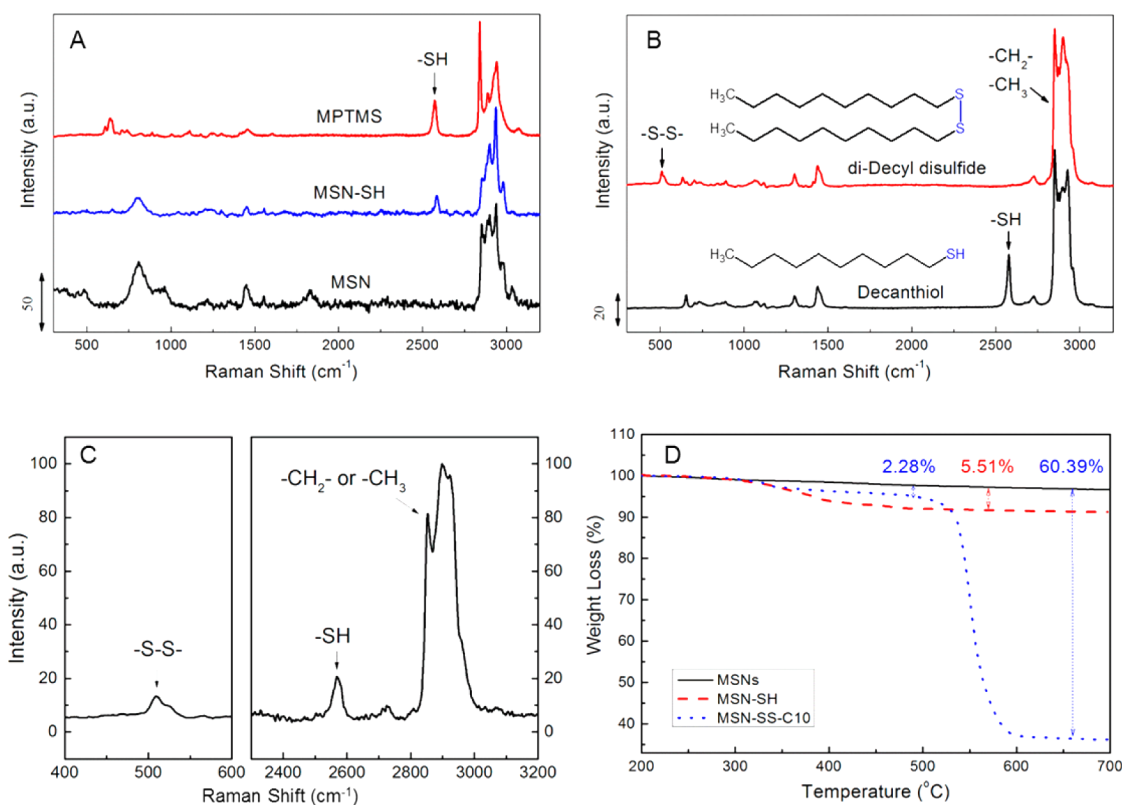 A
-SH
MPTMS
MSN-SH
MSN
Intensity (a.u.)
50
500 1000 1500 2000 2500 3000
Raman Shift (cm-1)
B
-CH2-
-CH3
H3C S
H3C S
-S-S-
di-Decyl disulfide
-SH
H3C SH
Decanthiol
Intensity (a.u.)
20
500 1000 1500 2000 2500 3000
Raman Shift (cm-1)
C
100
80
60
40
20
0
100
80
60
40
20
0
-CH2- or -CH3
-SH
-S-S-
Intensity (a.u.)
400 500 600 2400 2600 2800 3000 3200
Raman Shift (cm-1)
D
110
100
90
80
70
60
50
40
2.28% 5.51% 60.39%
Weight Loss (%)
MSNs
MSN-SH
MSN-SS-C10
200 300 400 500 600 700
Temperature (°C)